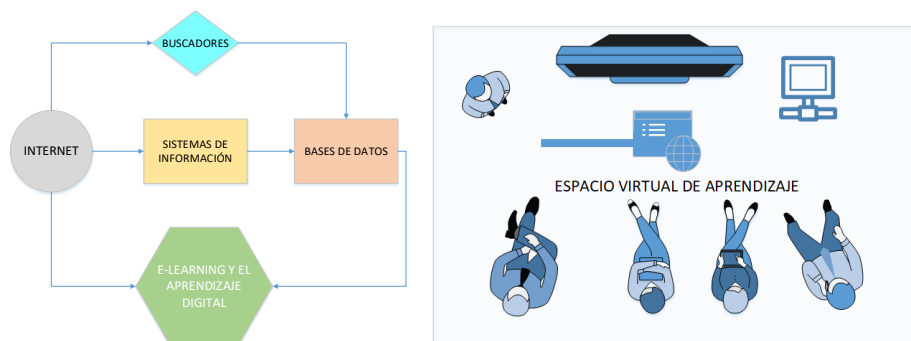 BUSCADORES
INTERNET
SISTEMAS DE
INFORMACIÓN
BASES DE DATOS
E-LEARNING Y EL
APRENDIZAJE
DIGITAL
ESPACIO VIRTUAL DE APRENDIZAJE